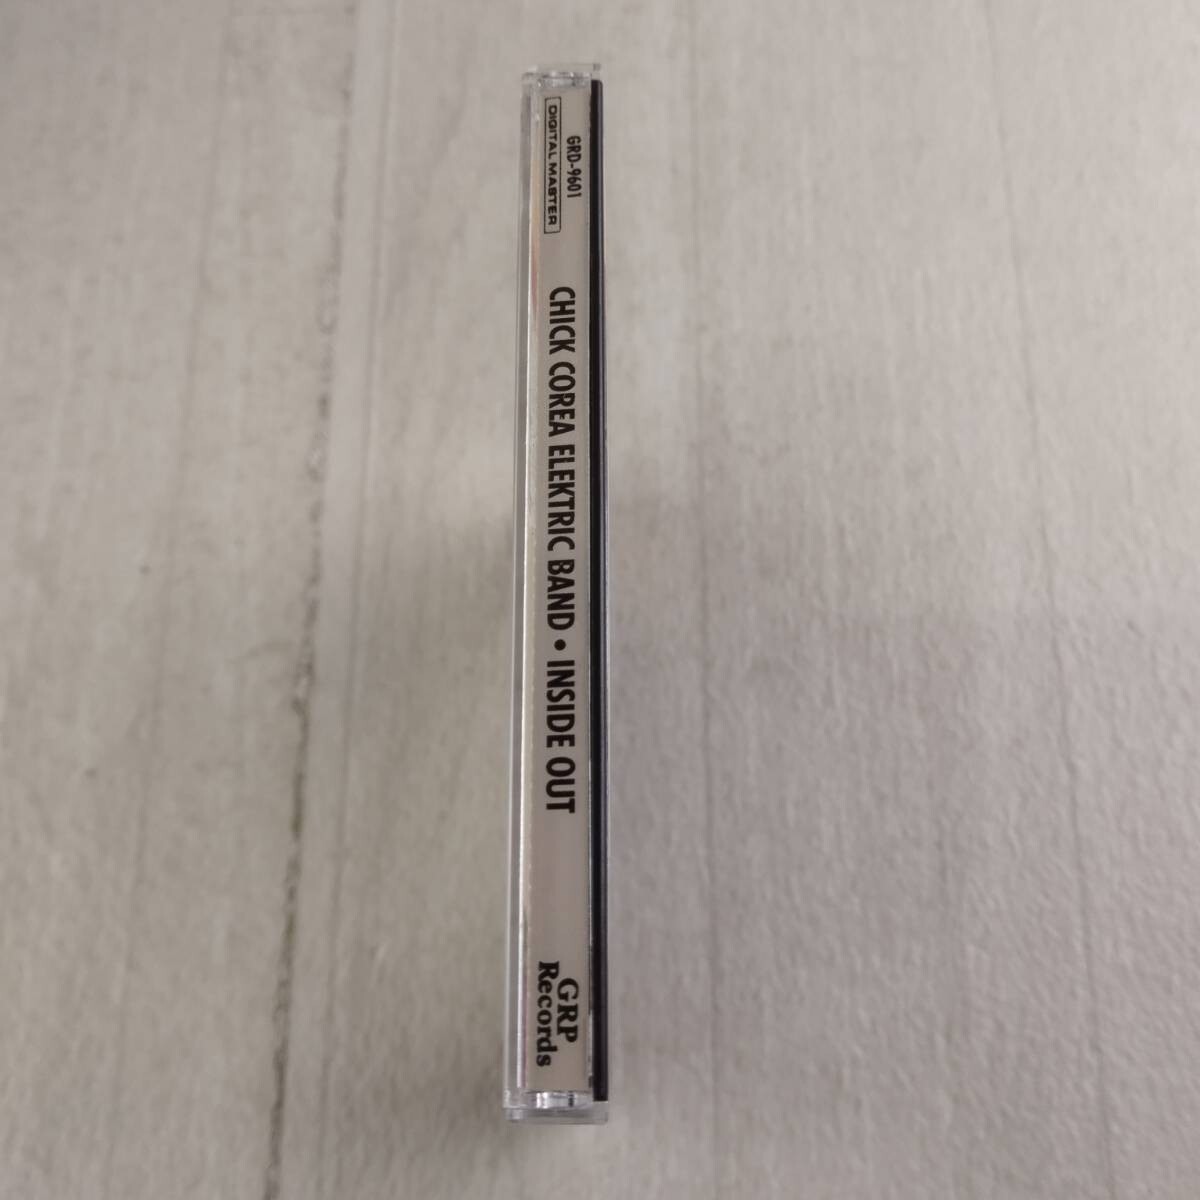 GRD-9601
DIGITAL MASTER
CHICK COREA ELEKTRIC BAND • INSIDE OUT
GRP
Records